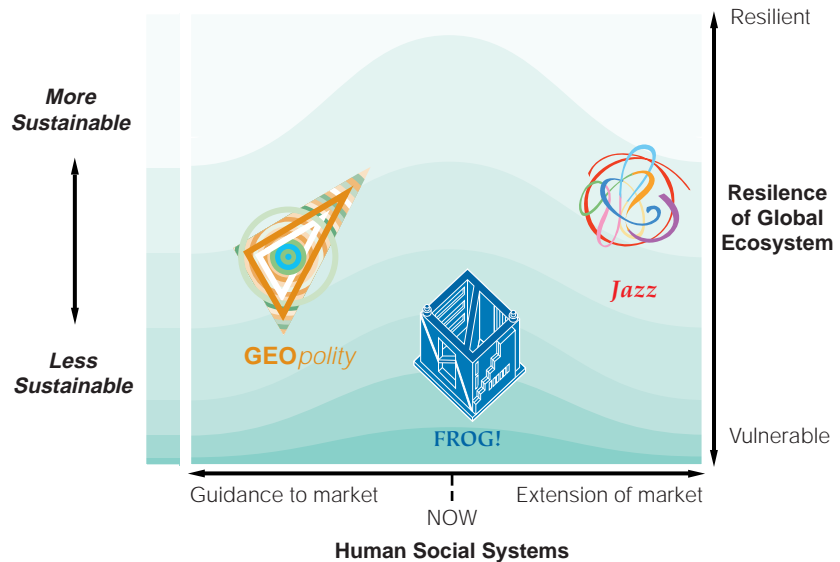 Resilient
More
Sustainable
Resilence
of Global
Ecosystem
Jazz
GEOpolity
Less
Sustainable
FROG!
Vulnerable
Guidance to market
Extension of market
NOW
Human Social Systems